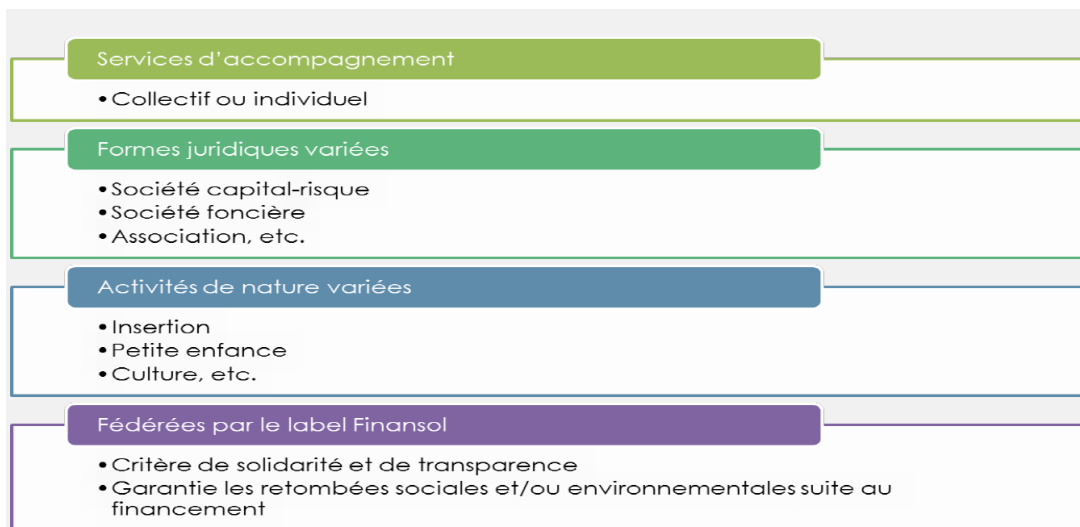 Services d'accompagnement
•Collectif ou individuel
Formes juridiques variées
•Société capital-risque
•Société foncière
•Association, etc.
Activités de nature variées
•Insertion
•Petite enfance
•Culture, etc.
Fédérées par le label Finansol
•Critère de solidarité et de transparence
•Garantie les retombées sociales et/ou environnementales suite au
financement